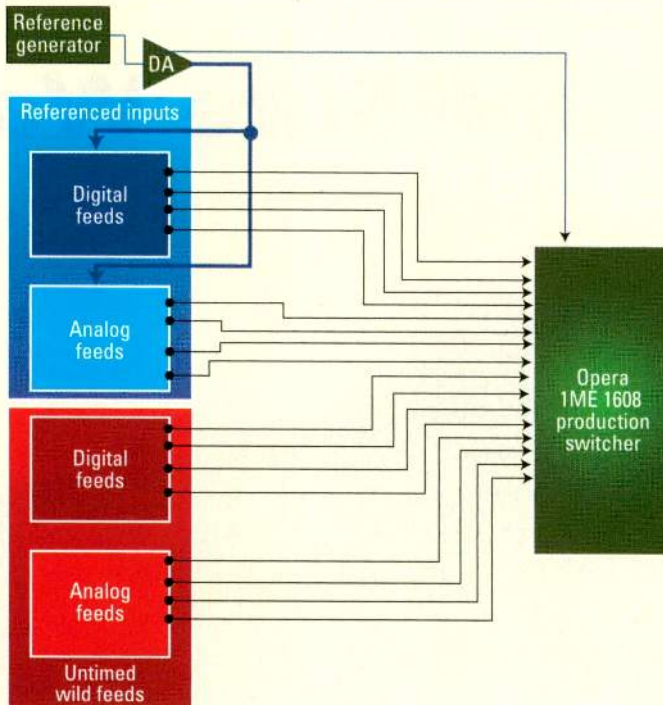 Reference
generator
DA
Referenced inputs
Digital
feeds
Analog
feeds
Digital
feeds
Analog
feeds
Untimed
wild feeds
Opera
1ME 1608
production
switcher